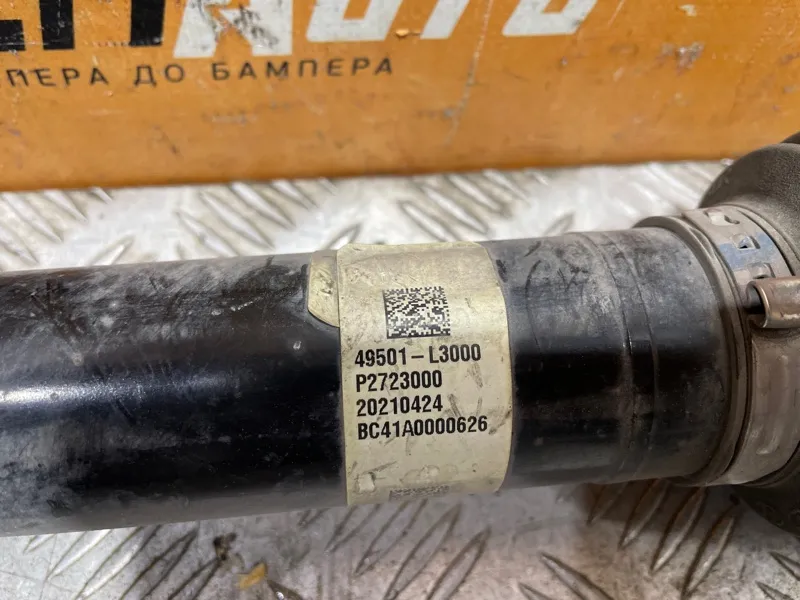 ПЕРА ДО БАМПЕРА
49501-L3000
P2723000
20210424
BC41A0000626